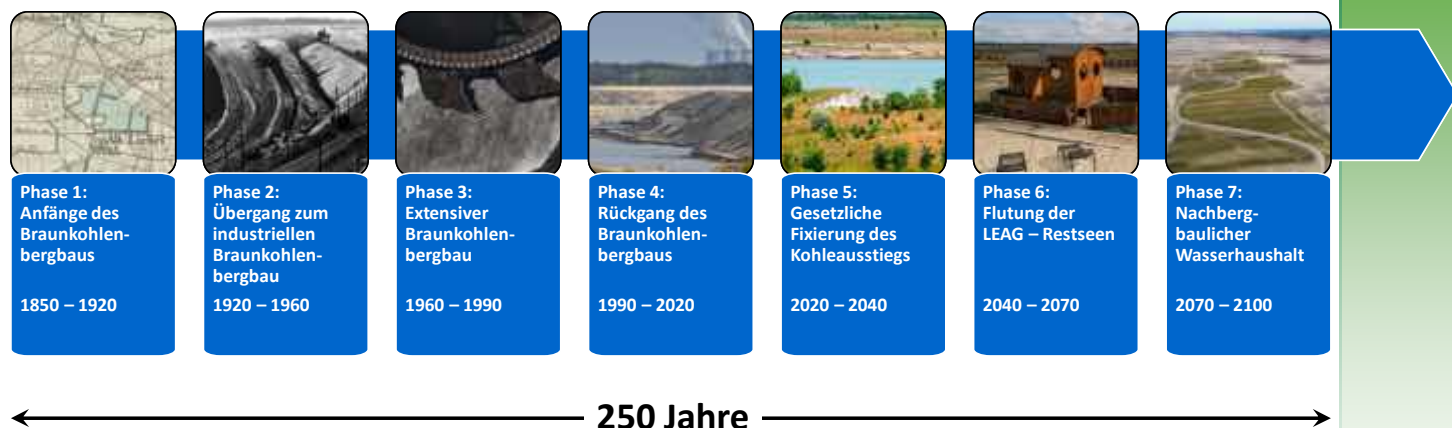 Phase 1:
Anfänge des
Braunkohlen-
bergbaus
1850 – 1920
Phase 2:
Übergang zum
industriellen
Braunkohlen-
bergbau
1920 – 1960
Phase 3:
Extensiver
Braunkohlen-
bergbau
1960 – 1990
Phase 4:
Rückgang des
Braunkohlen-
bergbaus
1990 – 2020
Phase 5:
Gesetzliche
Fixierung des
Kohleausstiegs
2020 – 2040
Phase 6:
Flutung der
LEAG – Restseen
2040 – 2070
Phase 7:
Nachberg-
baulicher
Wasserhaushalt
2070 – 2100
250 Jahre